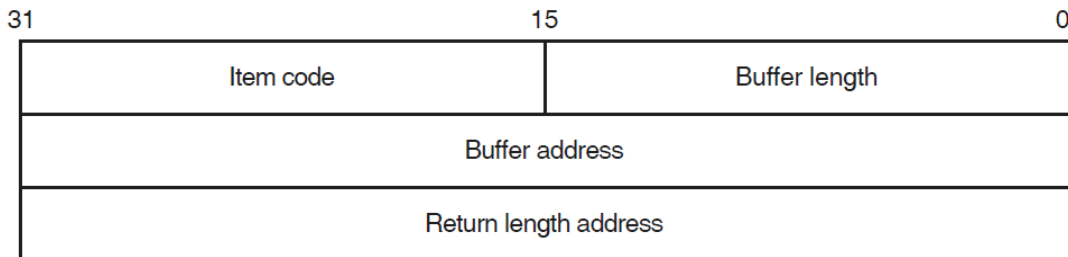 31 15 0
Item code Buffer length
Buffer address
Return length address